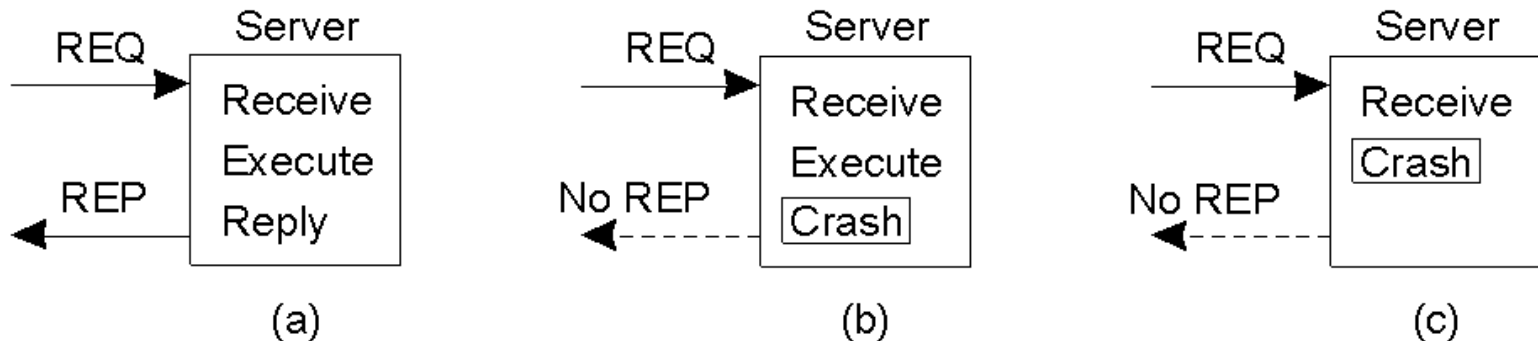 Server
REQ
Receive
Execute
REP
Reply
(a)
Server
REQ
Receive
Execute
No REP
Crash
(b)
Server
REQ
Receive
Crash
No REP
(c)